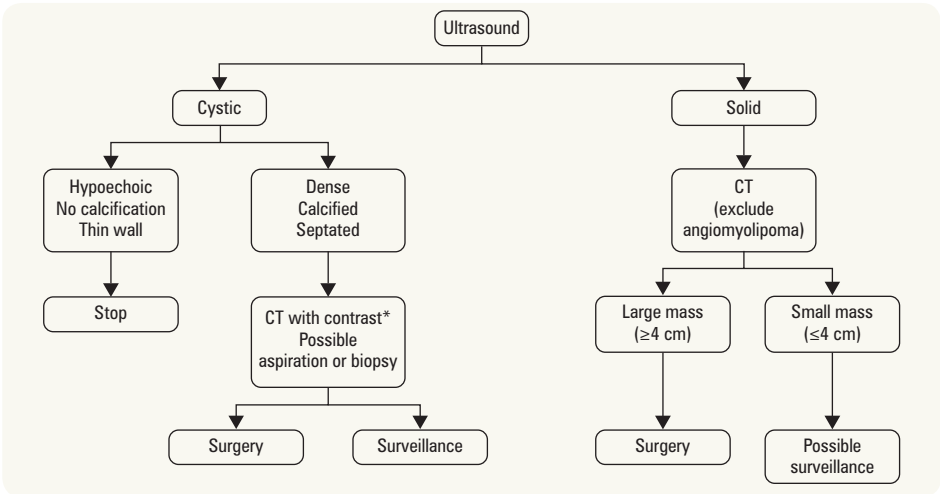 Ultrasound
Cystic
Solid
Hypoechoic
No calcification
Thin wall
Dense
Calcified
Septated
CT
(exclude
angiomyolipoma)
Stop
CT with contrast*
Possible
aspiration or biopsy
Large mass
(≥4 cm)
Small mass
(≤4 cm)
Surgery
Surveillance
Surgery
Possible
surveillance